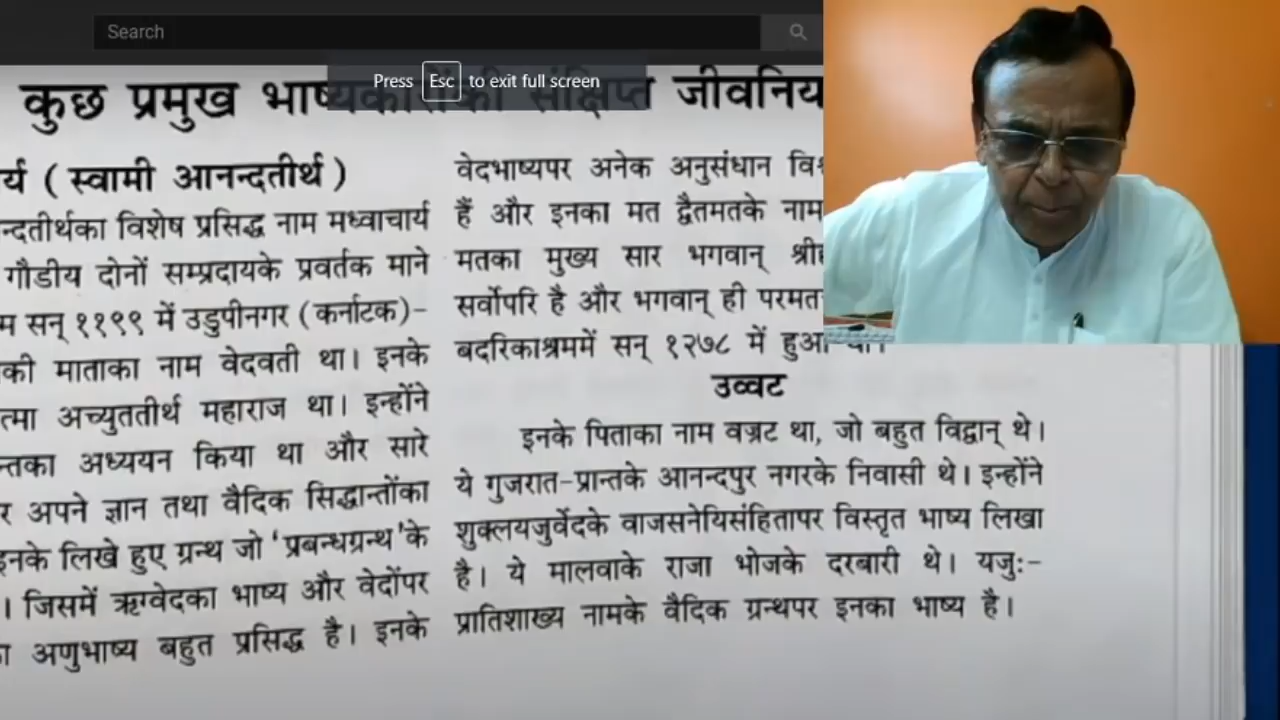 Search
Press Esc to exit full screen
कुछ प्रमुख भाष्यकारोंकी संक्षिप्त
र्य ( स्वामी आनन्दतीर्थ )
न्दतीर्थका विशेष प्रसिद्ध नाम मध्वाचार्य
गौडीय दोनों सम्प्रदायके प्रवर्तक माने
म सन् ११९९ में उडुपीनगर (कर्नाटक)-
की माताका नाम वेदवती था। इनके
त्मा अच्युततीर्थ महाराज था। इन्होंने
न्तका अध्ययन किया था और सारे
र अपने ज्ञान तथा वैदिक सिद्धान्तोंका
इनके लिखे हुए ग्रन्थ जो 'प्रबन्धग्रन्थ'के
। जिसमें ऋग्वेदका भाष्य और वेदोंपर
अणुभाष्य बहुत प्रसिद्ध है। इनके
वेदभाष्यपर अनेक अनुसंधान
हैं और इनका मत द्वैतमतके नाम
मतका मुख्य सार भगवान्
सर्वोपरि है और भगवान् ही
बदरिकाश्रममें सन् १२७८ में हुआ था।
उव्वट
इनके पिताका नाम वज्रट था, जो बहुत विद्वान् थे।
ये गुजरात-प्रान्तके आनन्दपुर नगरके निवासी थे। इन्होंने
शुक्लयजुर्वेदके वाजसनेयिसंहितापर विस्तृत भाष्य लिखा
है। ये मालवाके राजा भोजके दरबारी थे। यजुः-
प्रातिशाख्य नामके वैदिक ग्रन्थपर इनका भाष्य है।